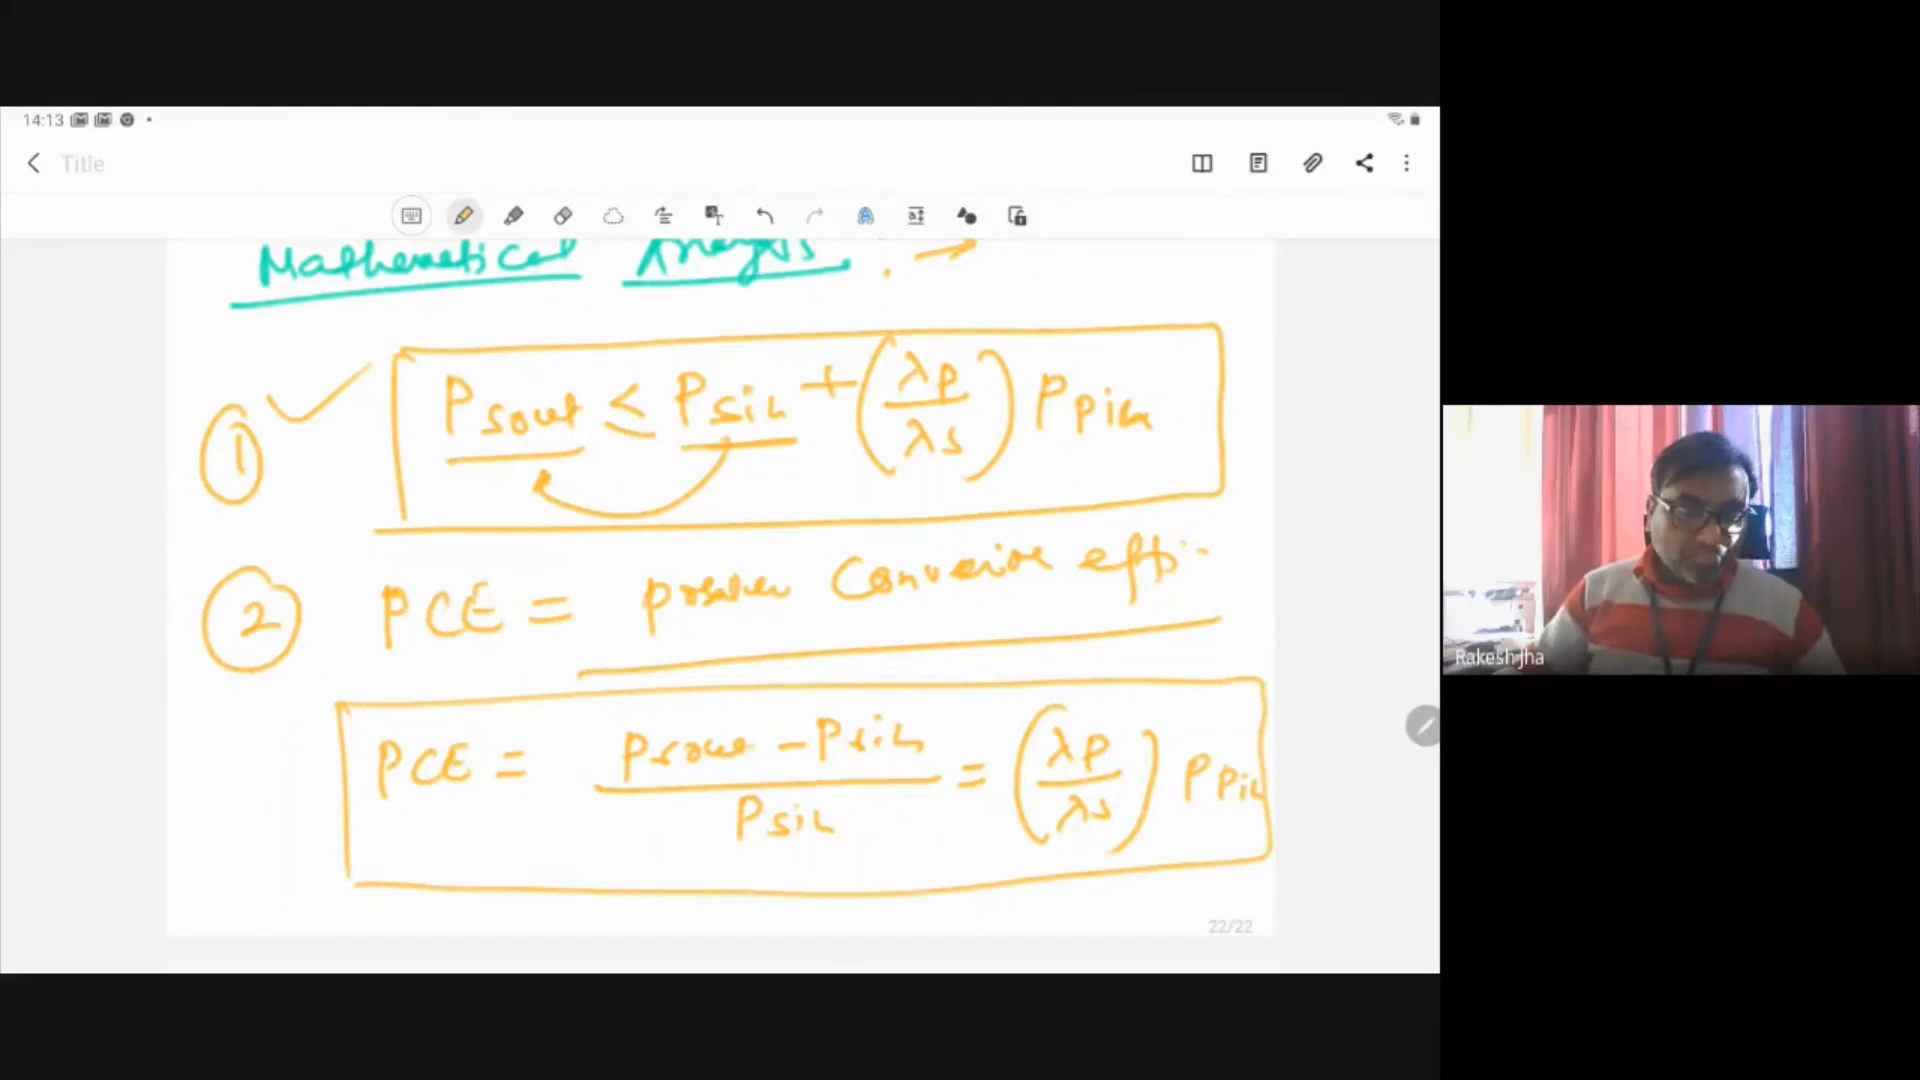 14:13
Title
Mathematical Analysis . →
① ✓ Psout ≤ Psin + (λp/λs) Ppin
② PCE = power Conversion effi.
PCE = (Psout - Psin)/Psin = (λp/λs) Ppin
22/22
Rakesh Jha